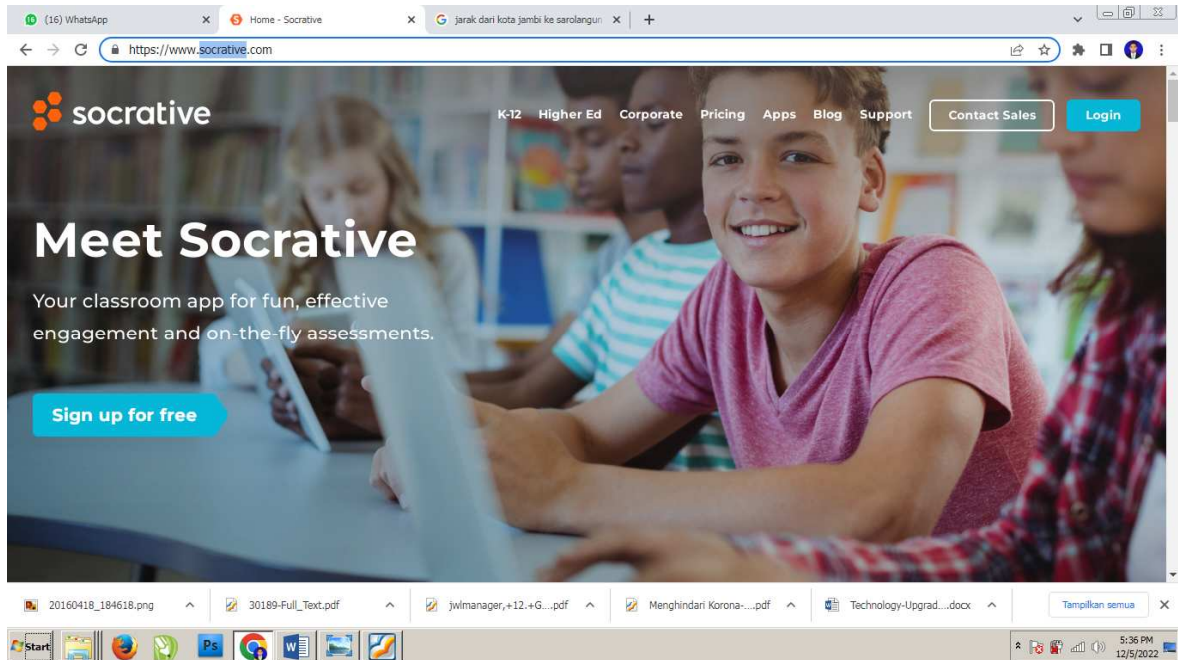 (16) WhatsApp
Home - Socrative
jarak dari kota jambi ke sarolangun
https://www.socrative.com
socrative
K-12 Higher Ed Corporate Pricing Apps Blog Support Contact Sales Login
Meet Socrative
Your classroom app for fun, effective
engagement and on-the-fly assessments.
Sign up for free
20160418_184618.png
30189-Full_Text.pdf
jwlmanager,+12.+G....pdf
Menghindari Korona-....pdf
Technology-Upgrad....docx
Tampilkan semua
Start
Ps
5:36 PM
12/5/2022